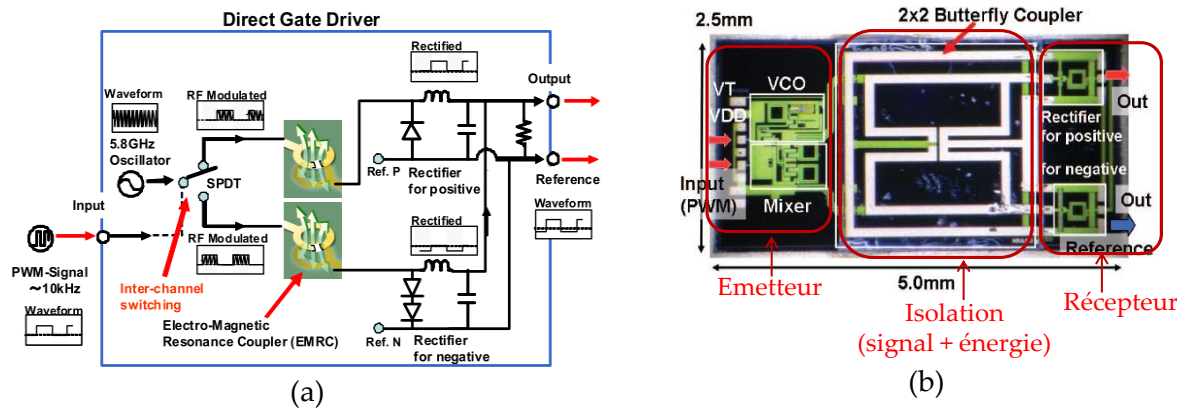 Direct Gate Driver
Rectified
Output
Waveform
RF Modulated
5.8GHz
Oscillator
SPDT
Ref. P
Rectifier
for positive
Reference
Input
RF Modulated
Rectified
Waveform
PWM-Signal
~10kHz
Inter-channel
switching
Waveform
Electro-Magnetic
Resonance Coupler (EMRC)
Ref. N
Rectifier
for negative
(a)
2x2 Butterfly Coupler
2.5mm
VT
VCO
VDD
Out
Rectifier
for positive
for negative
Input
(PWM)
Mixer
Out
Reference
5.0mm
Emetteur
Isolation
(signal + énergie)
Récepteur
(b)